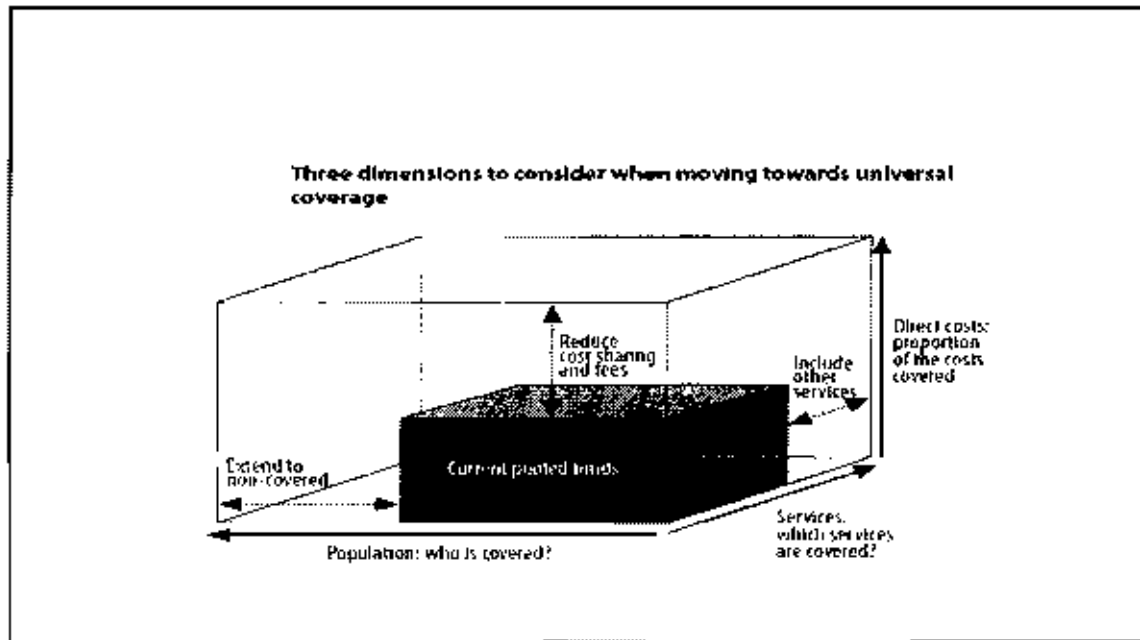 Three dimensions to consider when moving towards universal
coverage
Reduce
cost sharing
and fees
Include
other
services
Direct costs:
proportion
of the costs
covered
Extend to
non-covered
Current pooled funds
Services:
which services
are covered?
Population: who is covered?